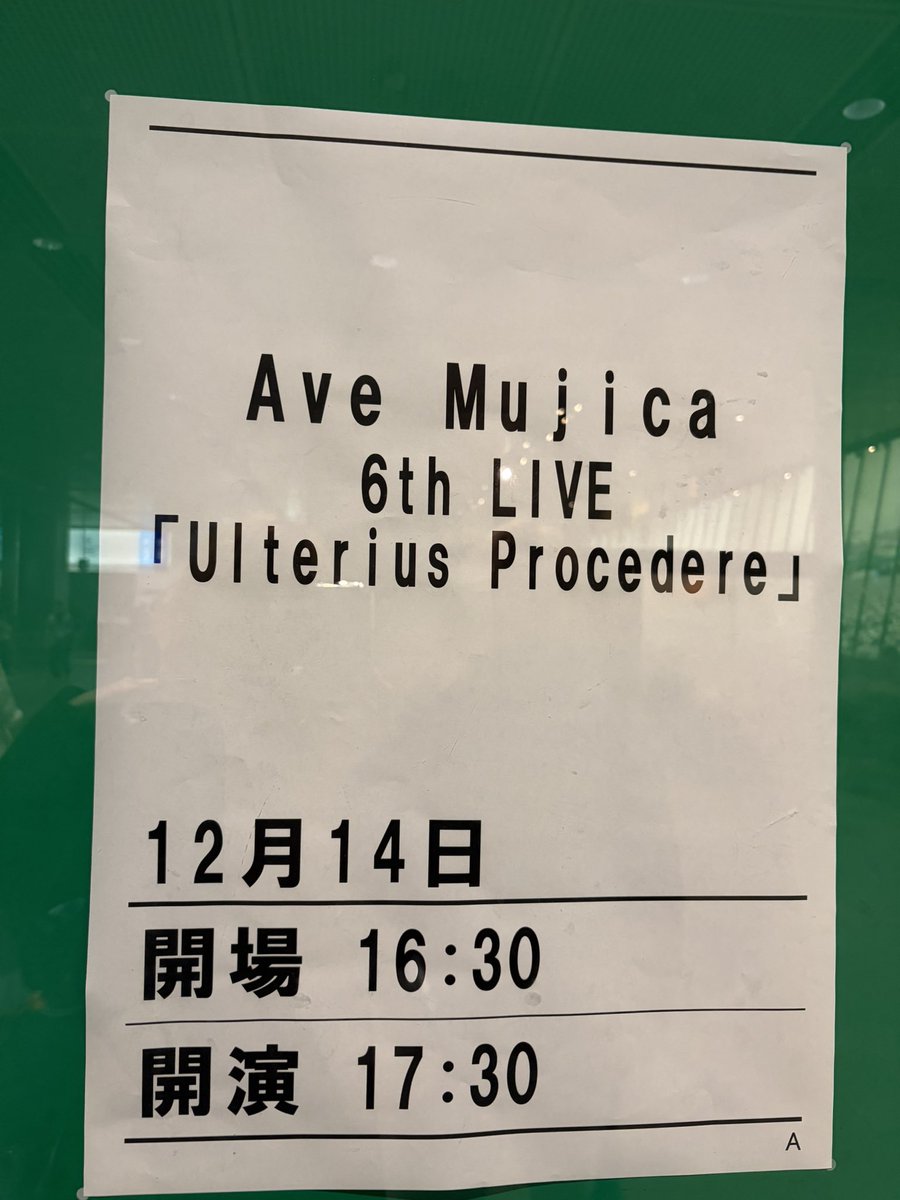 Ave Mujica
6th LIVE
「Ulterius Procedere」
12月14日
開場 16:30
開演 17:30
A